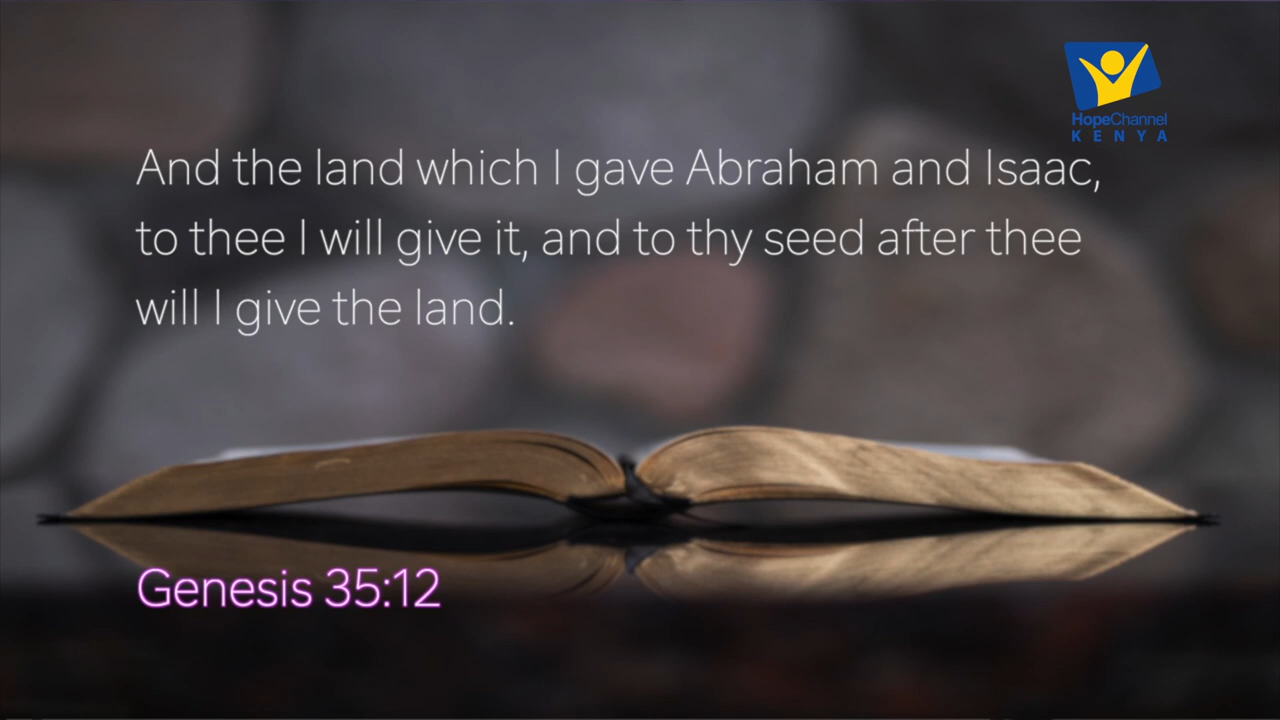 HopeChannel
KENYA
And the land which I gave Abraham and Isaac,
to thee I will give it, and to thy seed after thee
will I give the land.
Genesis 35:12